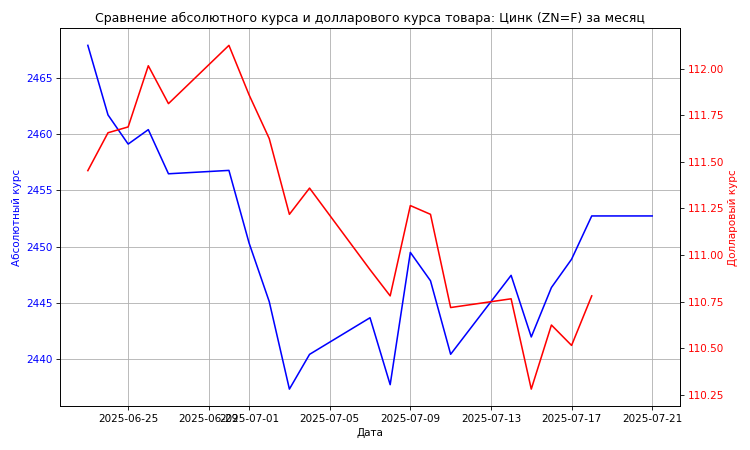 Сравнение абсолютного курса и долларового курса товара: Цинк (ZN=F) за месяц
Абсолютный курс
2465
2460
2455
2450
2445
2440
112.00
111.75
111.50
111.25
111.00
110.75
110.50
110.25
Долларовый курс
2025-06-25 2025-06-29 2025-07-01 2025-07-05 2025-07-09 2025-07-13 2025-07-17 2025-07-21
Дата